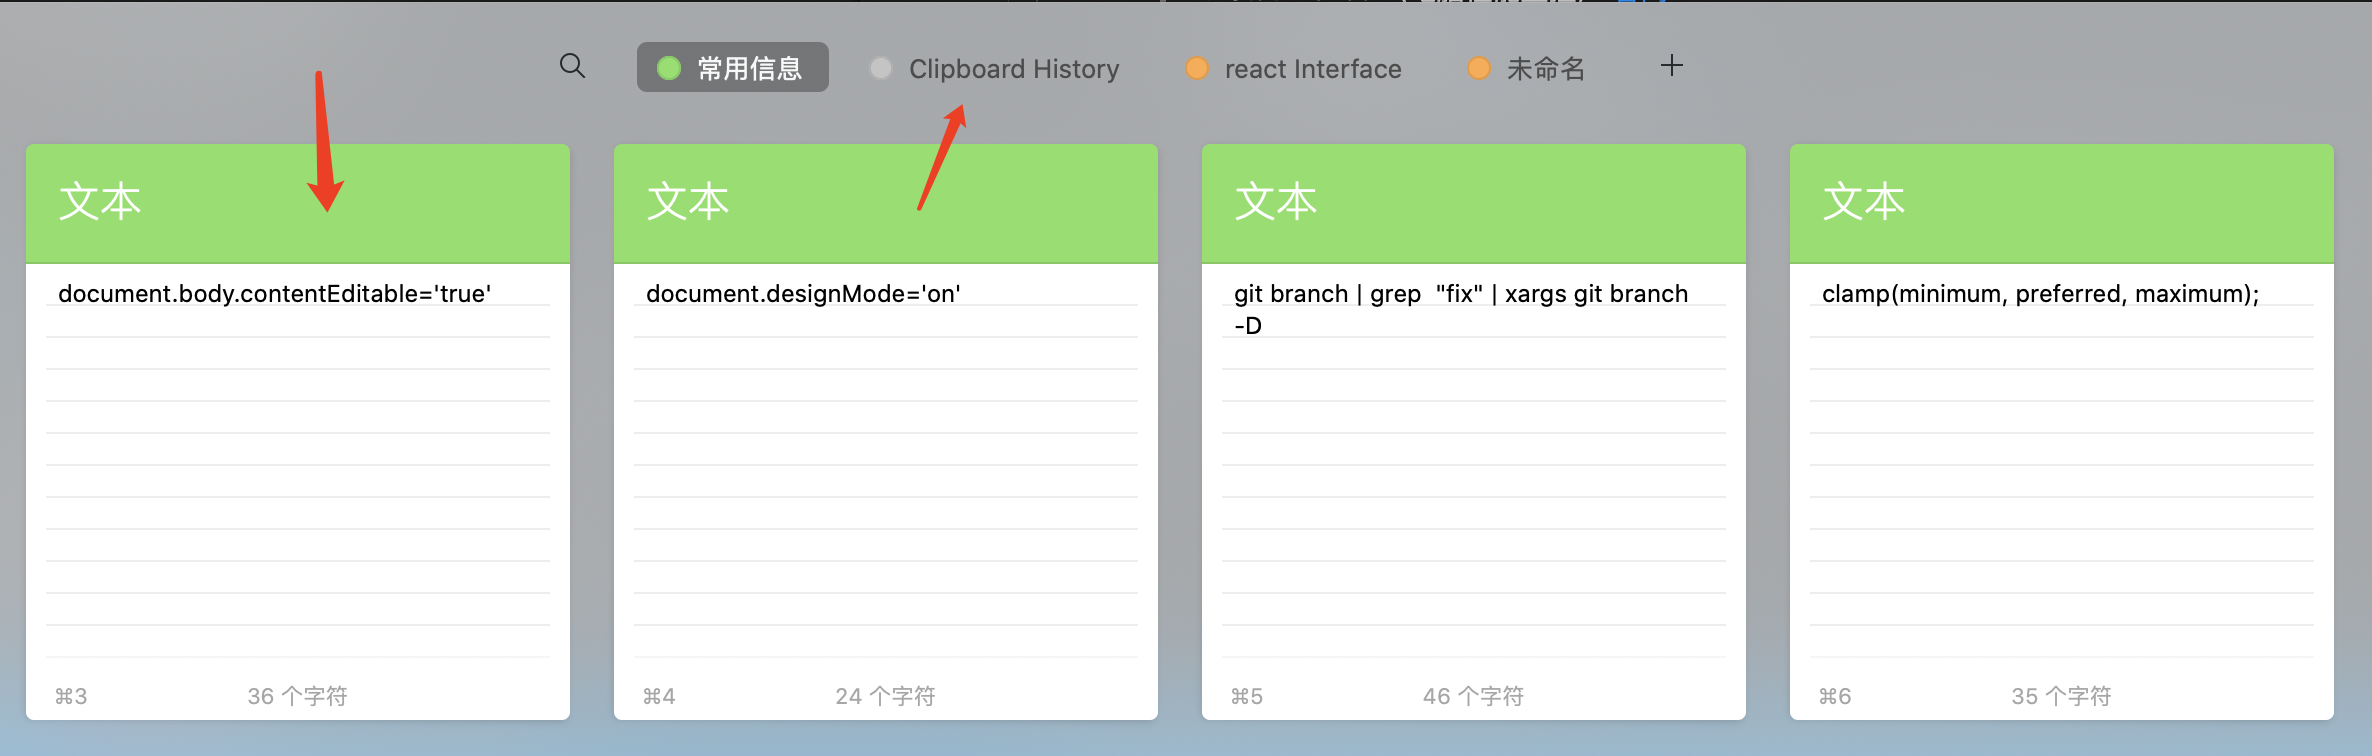 常用信息
Clipboard History
react Interface
未命名
文本
document.body.contentEditable='true'
⌘3
36 个字符
文本
document.designMode='on'
⌘4
24 个字符
文本
git branch | grep  "fix" | xargs git branch
-D
⌘5
46 个字符
文本
clamp(minimum, preferred, maximum);
⌘6
35 个字符